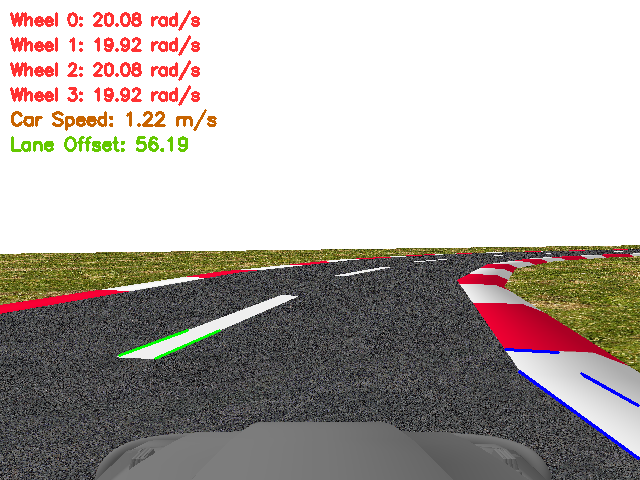 Wheel 0: 20.08 rad/s
Wheel 1: 19.92 rad/s
Wheel 2: 20.08 rad/s
Wheel 3: 19.92 rad/s
Car Speed: 1.22 m/s
Lane Offset: 56.19